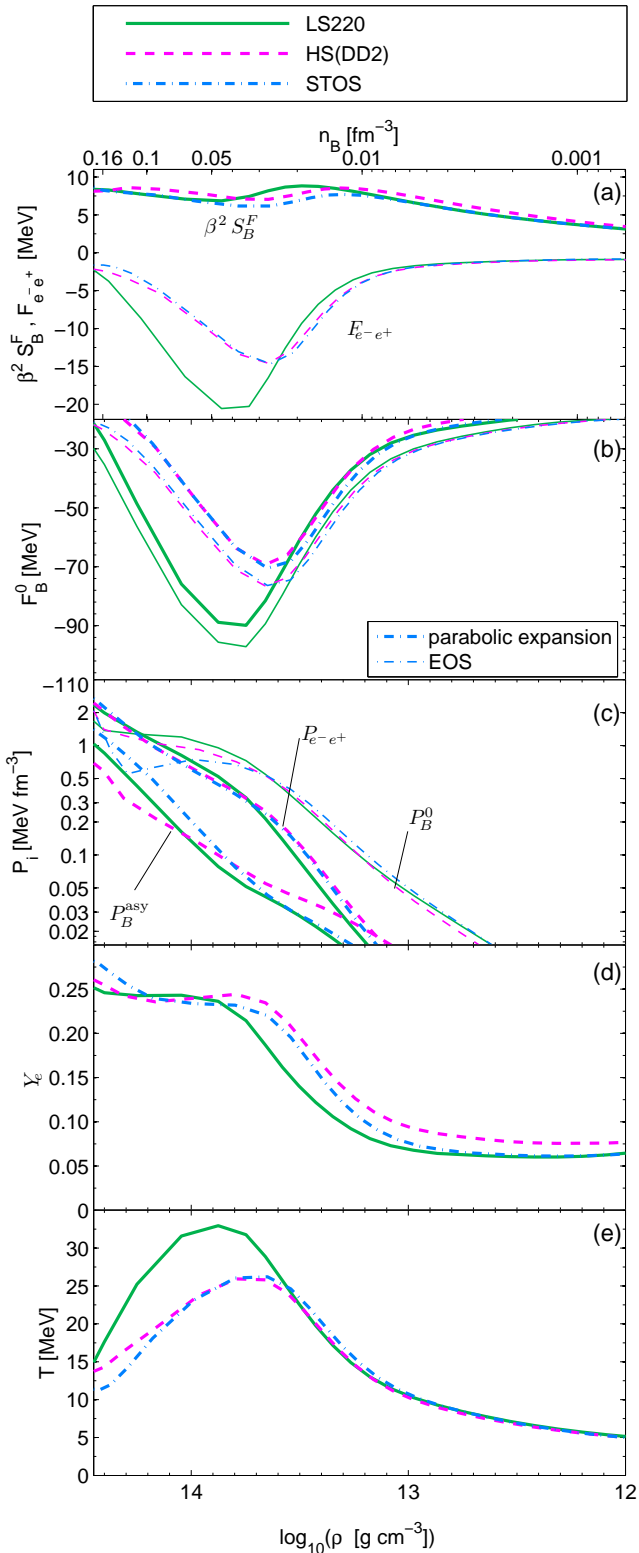 LS220
HS(DD2)
STOS
n_B [fm^−3]
0.16 0.1 0.05 0.01 0.001
(a)
10
5
0
−5
−10
−15
−20
β² S_B^F , F_{e⁻e⁺} [MeV]
β² S_B^F
F_{e⁻e⁺}
(b)
−30
−50
−70
−90
−110
F_B^0 [MeV]
parabolic expansion
EOS
(c)
2
1
0.5
0.3
0.2
0.1
0.05
0.03
0.02
P_i [MeV fm^−3]
P_{e⁻e⁺}
P_B^0
P_B^asy
(d)
0.25
0.20
0.15
0.10
0.05
0
Y_e
(e)
30
25
20
15
10
5
0
T [MeV]
14 13 12
log_10(ρ [g cm^−3)